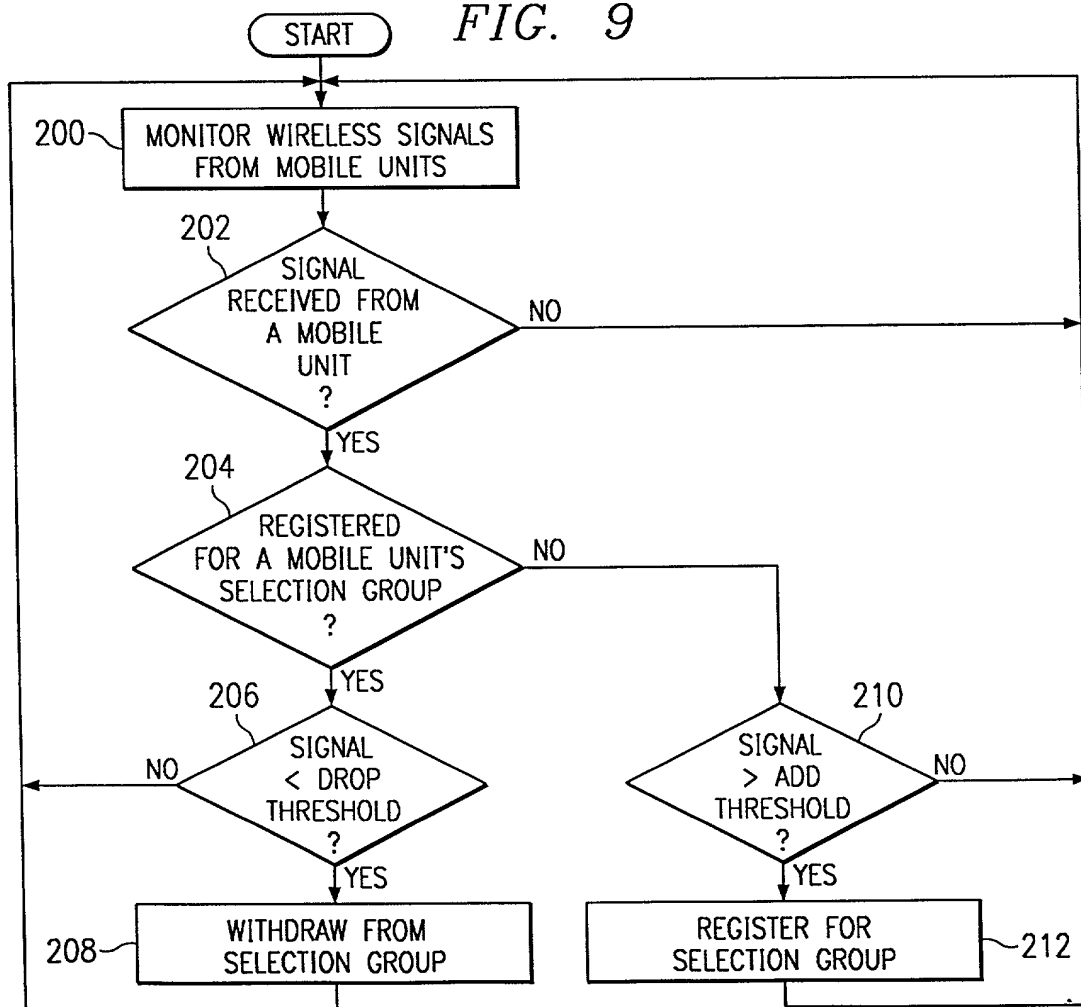 FIG. 9
START
200
MONITOR WIRELESS SIGNALS
FROM MOBILE UNITS
202
SIGNAL
RECEIVED FROM
A MOBILE
UNIT
?
NO
YES
204
REGISTERED
FOR A MOBILE UNIT'S
SELECTION GROUP
?
NO
YES
206
SIGNAL
< DROP
THRESHOLD
?
NO
YES
210
SIGNAL
> ADD
THRESHOLD
?
NO
YES
208
WITHDRAW FROM
SELECTION GROUP
REGISTER FOR
SELECTION GROUP
212